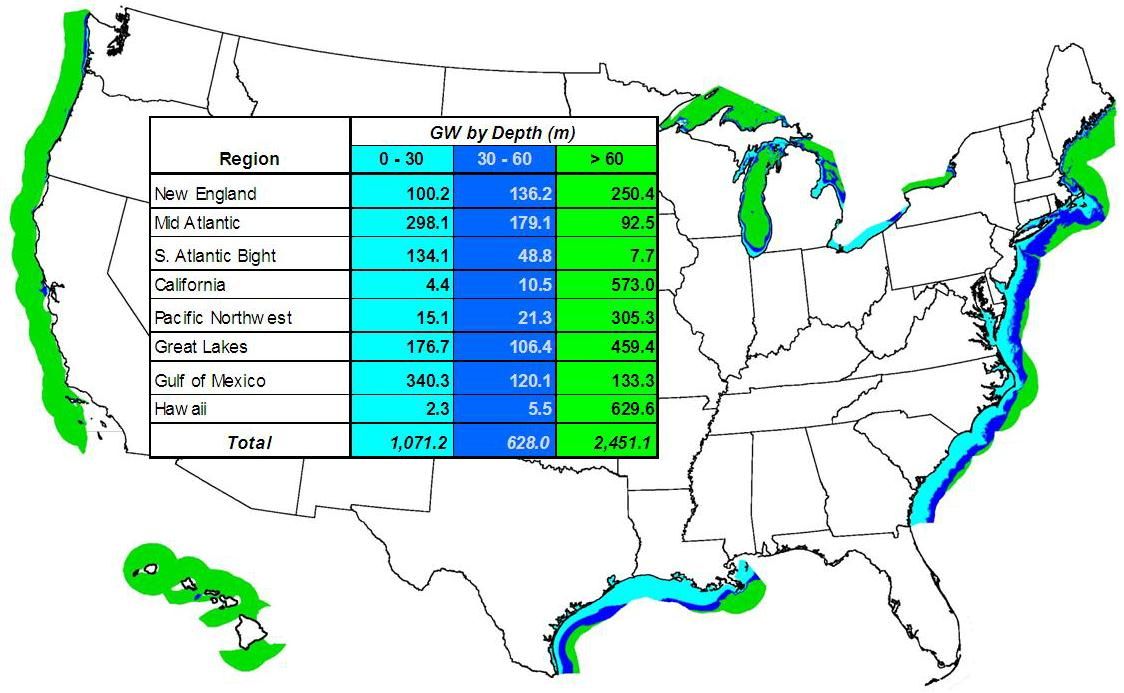 GW by Depth (m)
Region 0 - 30 30 - 60 > 60
New England 100.2 136.2 250.4
Mid Atlantic 298.1 179.1 92.5
S. Atlantic Bight 134.1 48.8 7.7
California 4.4 10.5 573.0
Pacific Northwest 15.1 21.3 305.3
Great Lakes 176.7 106.4 459.4
Gulf of Mexico 340.3 120.1 133.3
Hawaii 2.3 5.5 629.6
Total 1,071.2 628.0 2,451.1